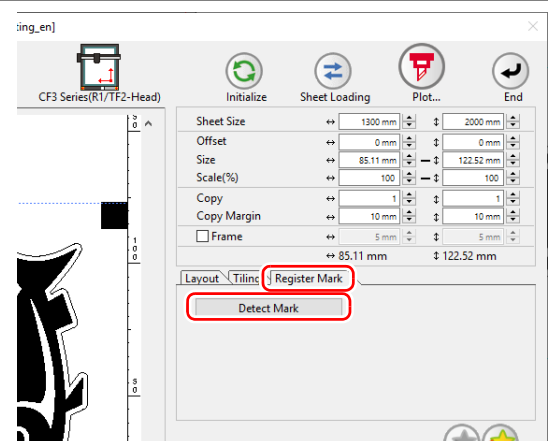 ting_en]
CF3 Series(R1/TF2-Head)
Initialize
Sheet Loading
Plot...
End
Sheet Size 1300 mm 2000 mm
Offset 0 mm 0 mm
Size 85.11 mm 122.52 mm
Scale(%) 100 100
Copy 1 1
Copy Margin 10 mm 10 mm
Frame 5 mm 5 mm
85.11 mm 122.52 mm
Layout Tiling Register Mark
Detect Mark
50
100